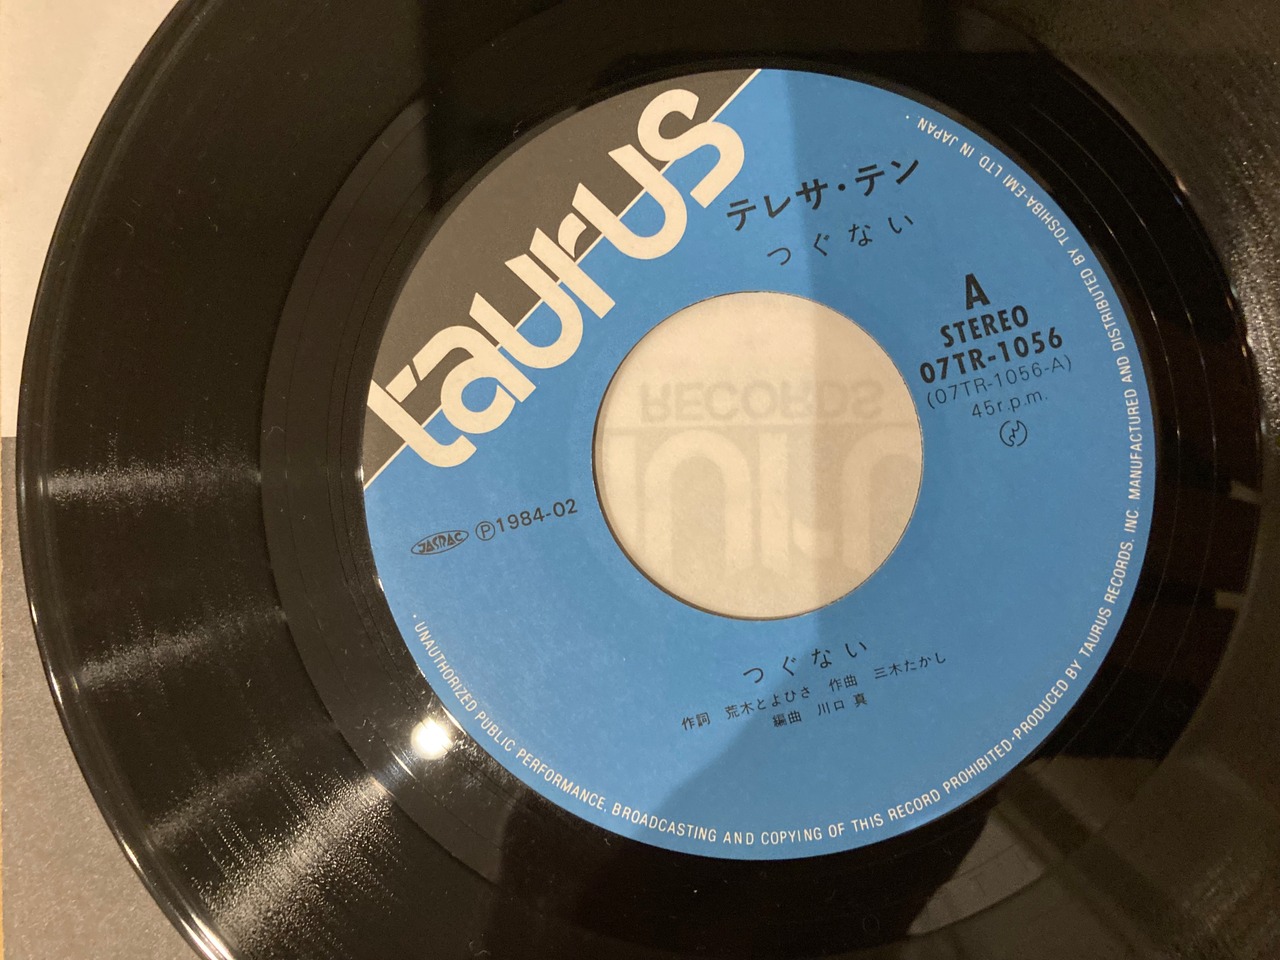 taurus
テレサ・テン
つぐない
A
STEREO
07TR-1056
(07TR-1056-A)
45r.p.m.
JASRAC Ⓟ1984-02
つぐない
作詞 荒木とよひさ 作曲 三木たかし
編曲 川口 真
・UNAUTHORIZED PUBLIC PERFORMANCE, BROADCASTING AND COPYING OF THIS RECORD PROHIBITED・PRODUCED BY TAURUS RECORDS, INC. MANUFACTURED AND DISTRIBUTED BY TOSHIBA-EMI LTD. IN JAPAN.・
RECORDS